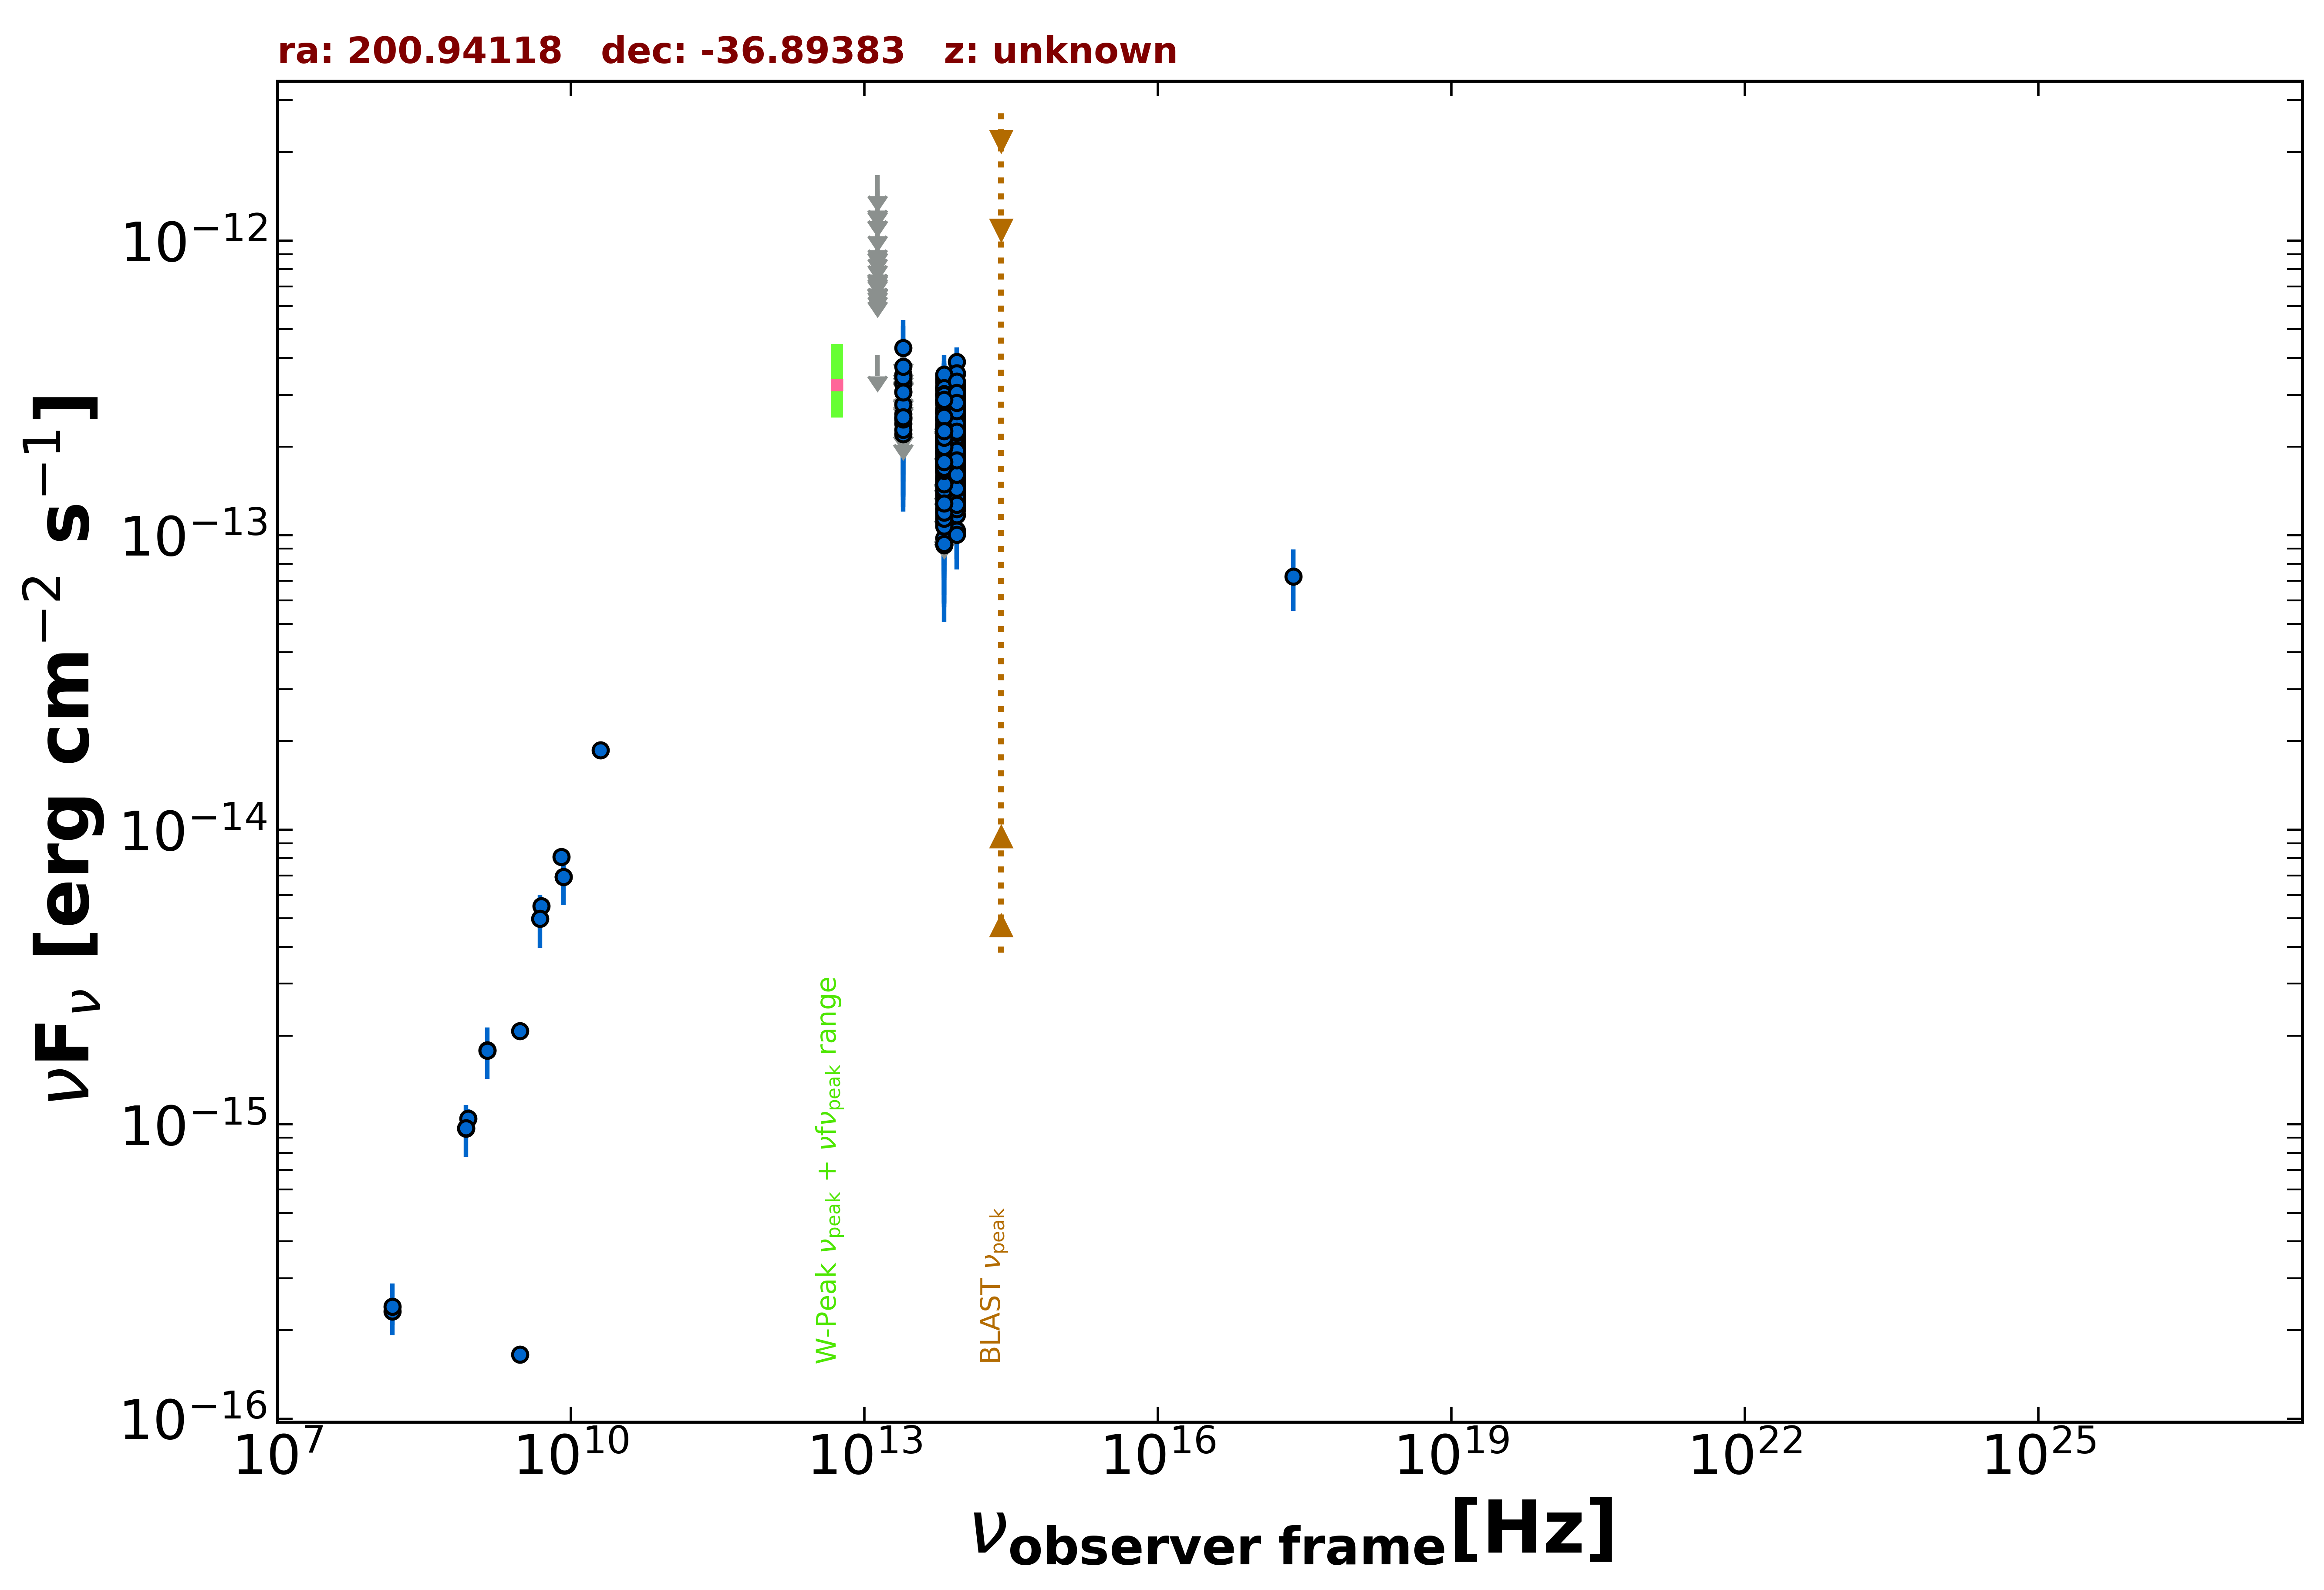 ra: 200.94118   dec: -36.89383   z: unknown
νFν [erg cm⁻² s⁻¹]
10⁻¹²
10⁻¹³
10⁻¹⁴
10⁻¹⁵
10⁻¹⁶
W-Peak νpeak + νfνpeak range
BLAST νpeak
10⁷ 10¹⁰ 10¹³ 10¹⁶ 10¹⁹ 10²² 10²⁵
νobserver frame[Hz]